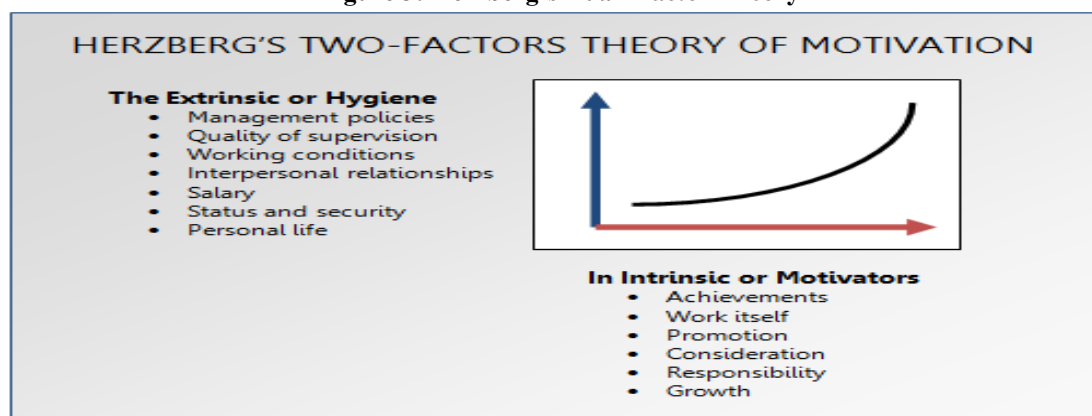 HERZBERG'S TWO-FACTORS THEORY OF MOTIVATION
The Extrinsic or Hygiene
• Management policies
• Quality of supervision
• Working conditions
• Interpersonal relationships
• Salary
• Status and security
• Personal life
In Intrinsic or Motivators
• Achievements
• Work itself
• Promotion
• Consideration
• Responsibility
• Growth